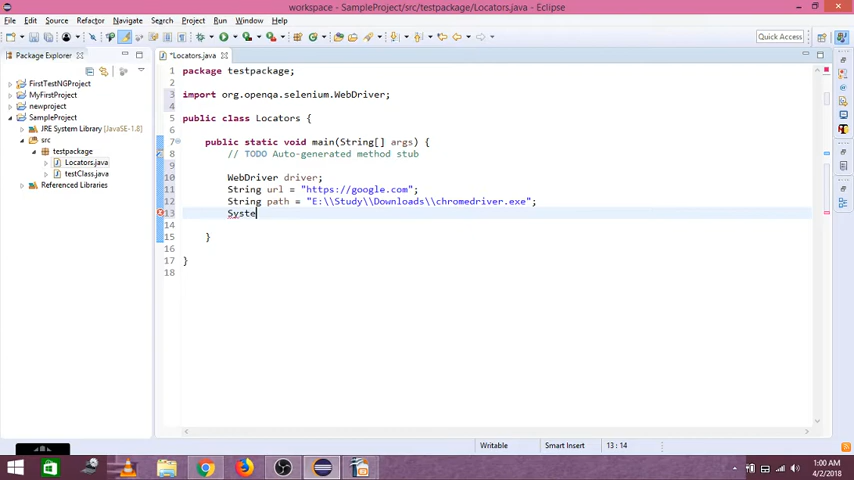 workspace - SampleProject/src/testpackage/Locators.java - Eclipse
File Edit Source Refactor Navigate Search Project Run Window Help
Quick Access
Package Explorer
*Locators.java
FirstTestNGProject
MyFirstProject
newproject
SampleProject
JRE System Library [JavaSE-1.8]
src
testpackage
Locators.java
testClass.java
Referenced Libraries
1 package testpackage;
2
3 import org.openqa.selenium.WebDriver;
4
5 public class Locators {
6
7 public static void main(String[] args) {
8 // TODO Auto-generated method stub
9
10 WebDriver driver;
11 String url = "https://google.com";
12 String path = "E:\\Study\\Downloads\\chromedriver.exe";
13 Syste
14
15 }
16
17 }
18
Writable Smart Insert 13 : 14
1:00 AM
4/2/2018